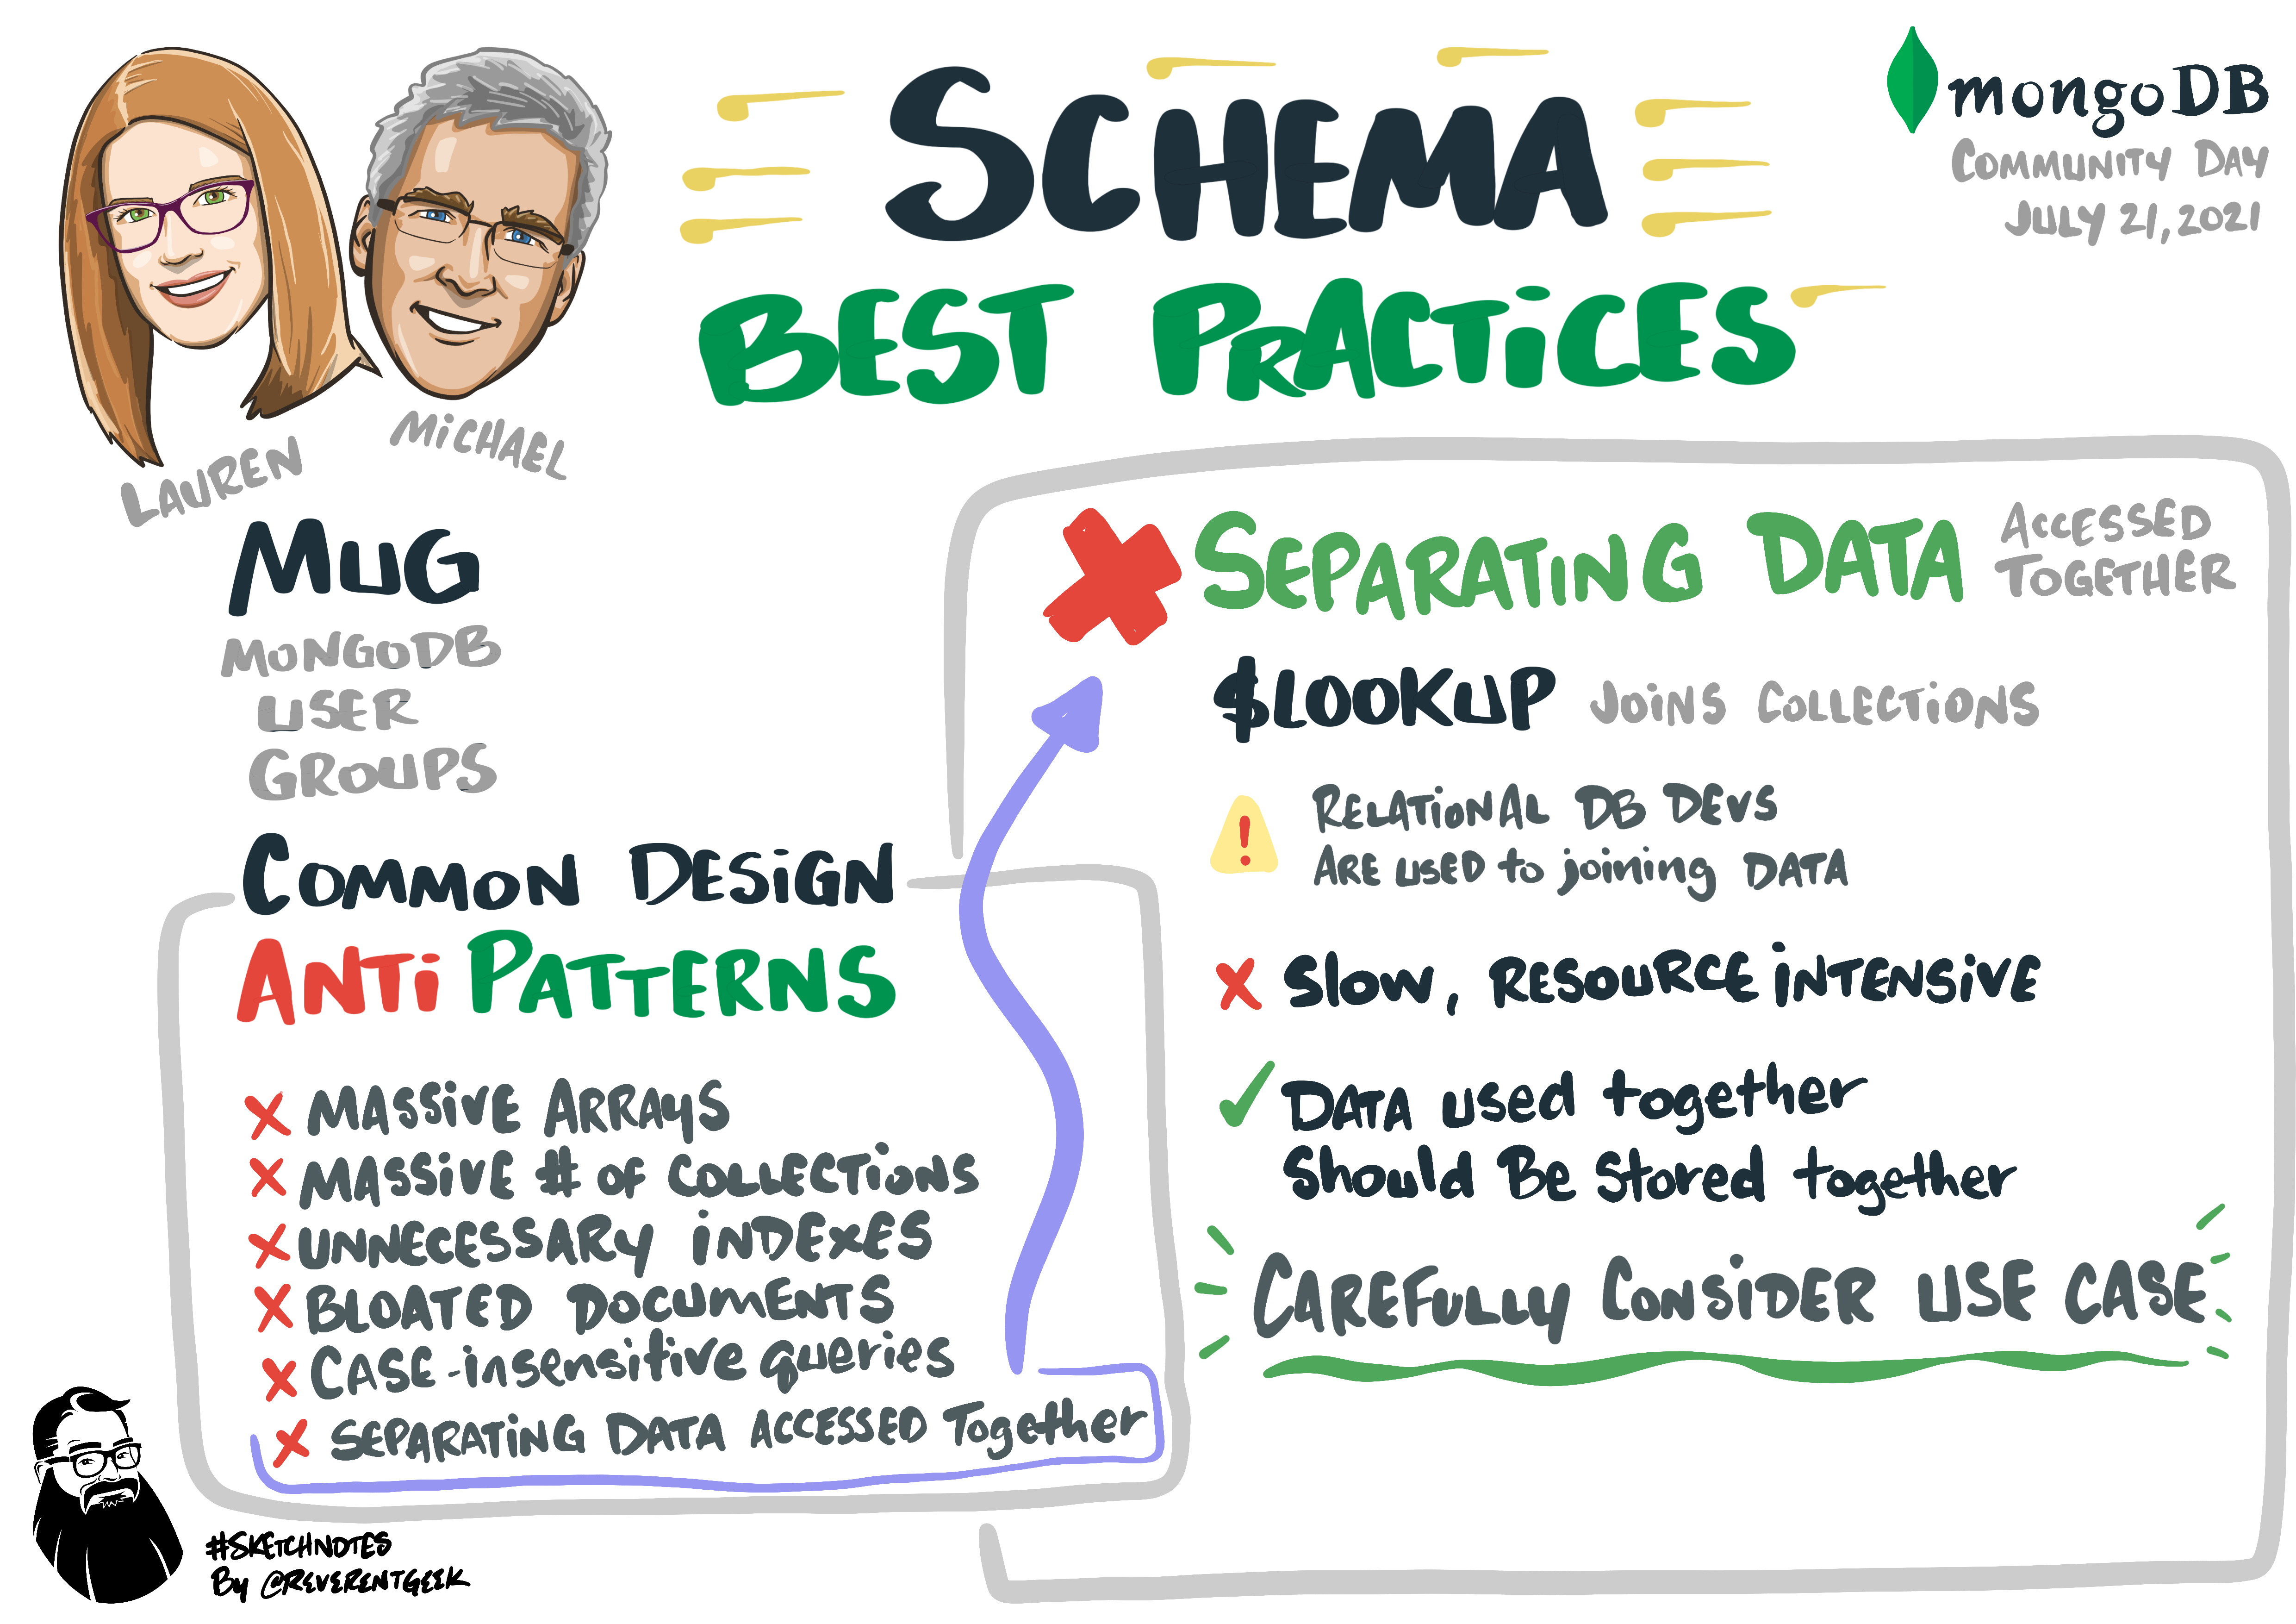 SCHEMA
BEST PRACTICES
mongoDB
COMMUNITY DAY
JULY 21, 2021
LAUREN
MICHAEL
MUG
MONGODB
USER
GROUPS
COMMON DESIGN
ANTI PATTERNS
X MASSIVE ARRAYS
X MASSIVE # OF COLLECTIONS
X UNNECESSARY INDEXES
X BLOATED DOCUMENTS
X CASE-insensitive queries
X SEPARATING DATA ACCESSED Together
X SEPARATING DATA ACCESSED
TOGETHER
$LOOKUP JOINS COLLECTIONS
! RELATIONAL DB DEVS
ARE USED to joining DATA
X Slow, RESOURCE INTENSIVE
✓ DATA used together
Should Be Stored together
CAREFULLY CONSIDER USE CASE
#SKETCHNOTES
By @REVERENTGEEK